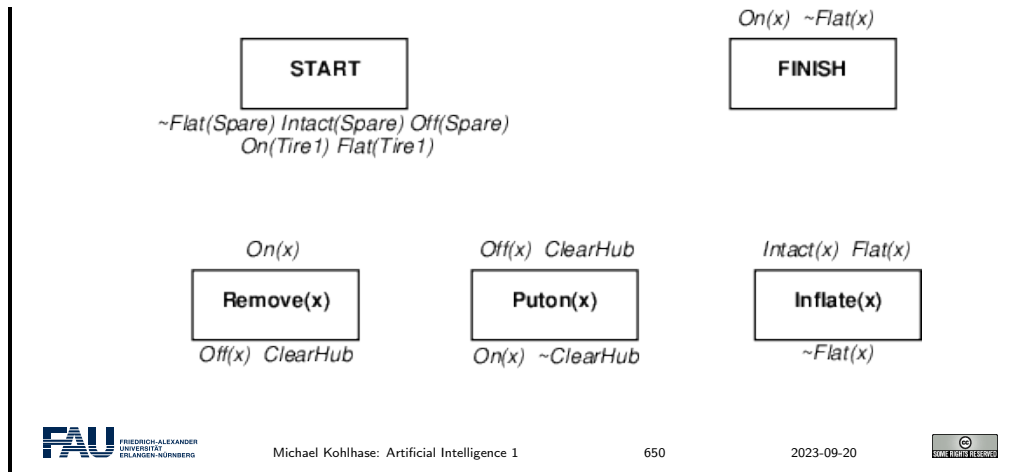 On(x) ~Flat(x)
START
FINISH
~Flat(Spare) Intact(Spare) Off(Spare)
On(Tire1) Flat(Tire1)
On(x)
Off(x) ClearHub
Intact(x) Flat(x)
Remove(x)
Puton(x)
Inflate(x)
Off(x) ClearHub
On(x) ~ClearHub
~Flat(x)
FAU
FRIEDRICH-ALEXANDER
UNIVERSITÄT
ERLANGEN-NÜRNBERG
Michael Kohlhase: Artificial Intelligence 1
650
2023-09-20
cc
SOME RIGHTS RESERVED